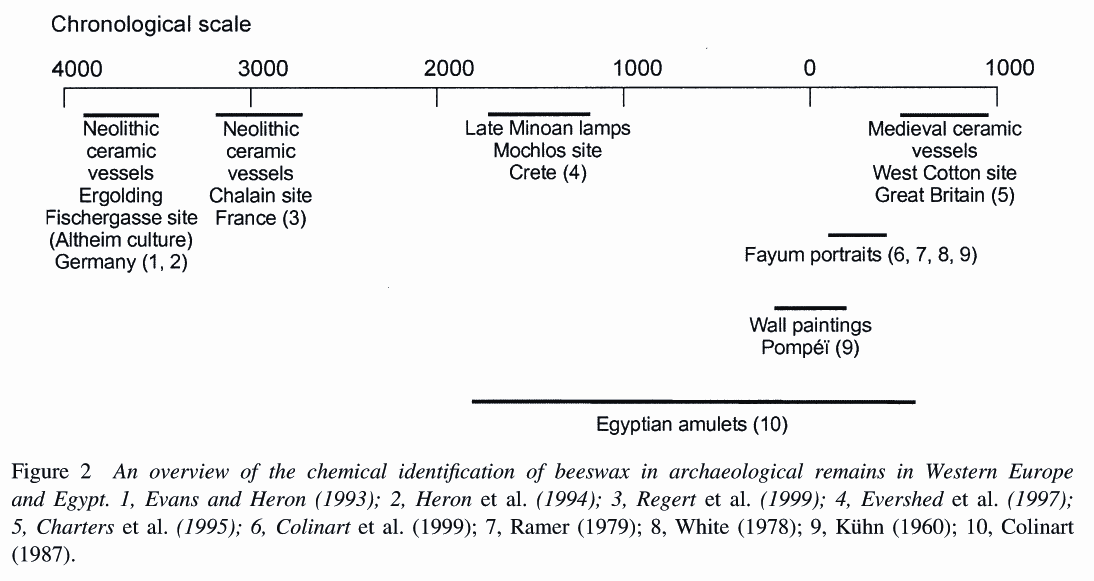 Chronological scale
4000 3000 2000 1000 0 1000
Neolithic
ceramic
vessels
Ergolding
Fischergasse site
(Altheim culture)
Germany (1, 2)
Neolithic
ceramic
vessels
Chalain site
France (3)
Late Minoan lamps
Mochlos site
Crete (4)
Medieval ceramic
vessels
West Cotton site
Great Britain (5)
Fayum portraits (6, 7, 8, 9)
Wall paintings
Pompéï (9)
Egyptian amulets (10)
Figure 2 An overview of the chemical identification of beeswax in archaeological remains in Western Europe
and Egypt. 1, Evans and Heron (1993); 2, Heron et al. (1994); 3, Regert et al. (1999); 4, Evershed et al. (1997);
5, Charters et al. (1995); 6, Colinart et al. (1999); 7, Ramer (1979); 8, White (1978); 9, Kühn (1960); 10, Colinart
(1987).